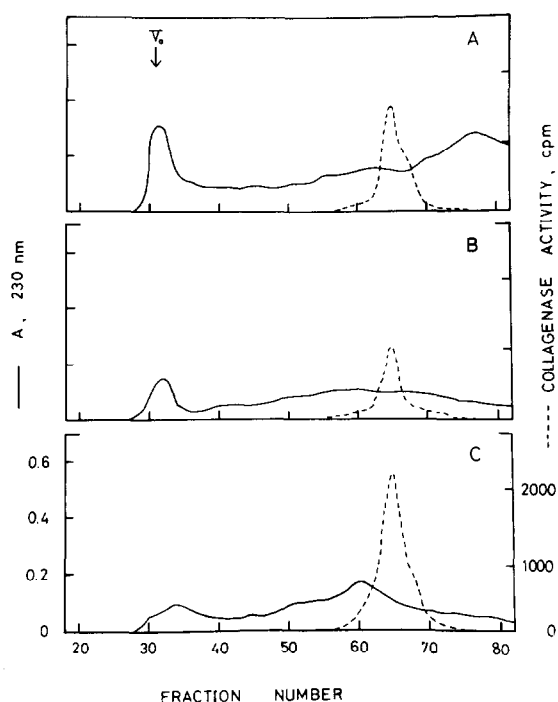 V₀
A
B
C
A, 230 nm
COLLAGENASE ACTIVITY, cpm
0.6
0.4
0.2
0
2000
1000
0
20 30 40 50 60 70 80
FRACTION NUMBER